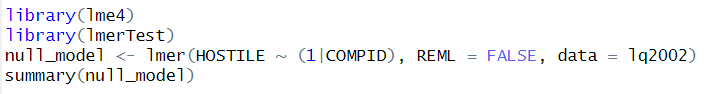 library(lme4)
library(lmerTest)
null_model <- lmer(HOSTILE ~ (1|COMPID), REML = FALSE, data = lq2002)
summary(null_model)